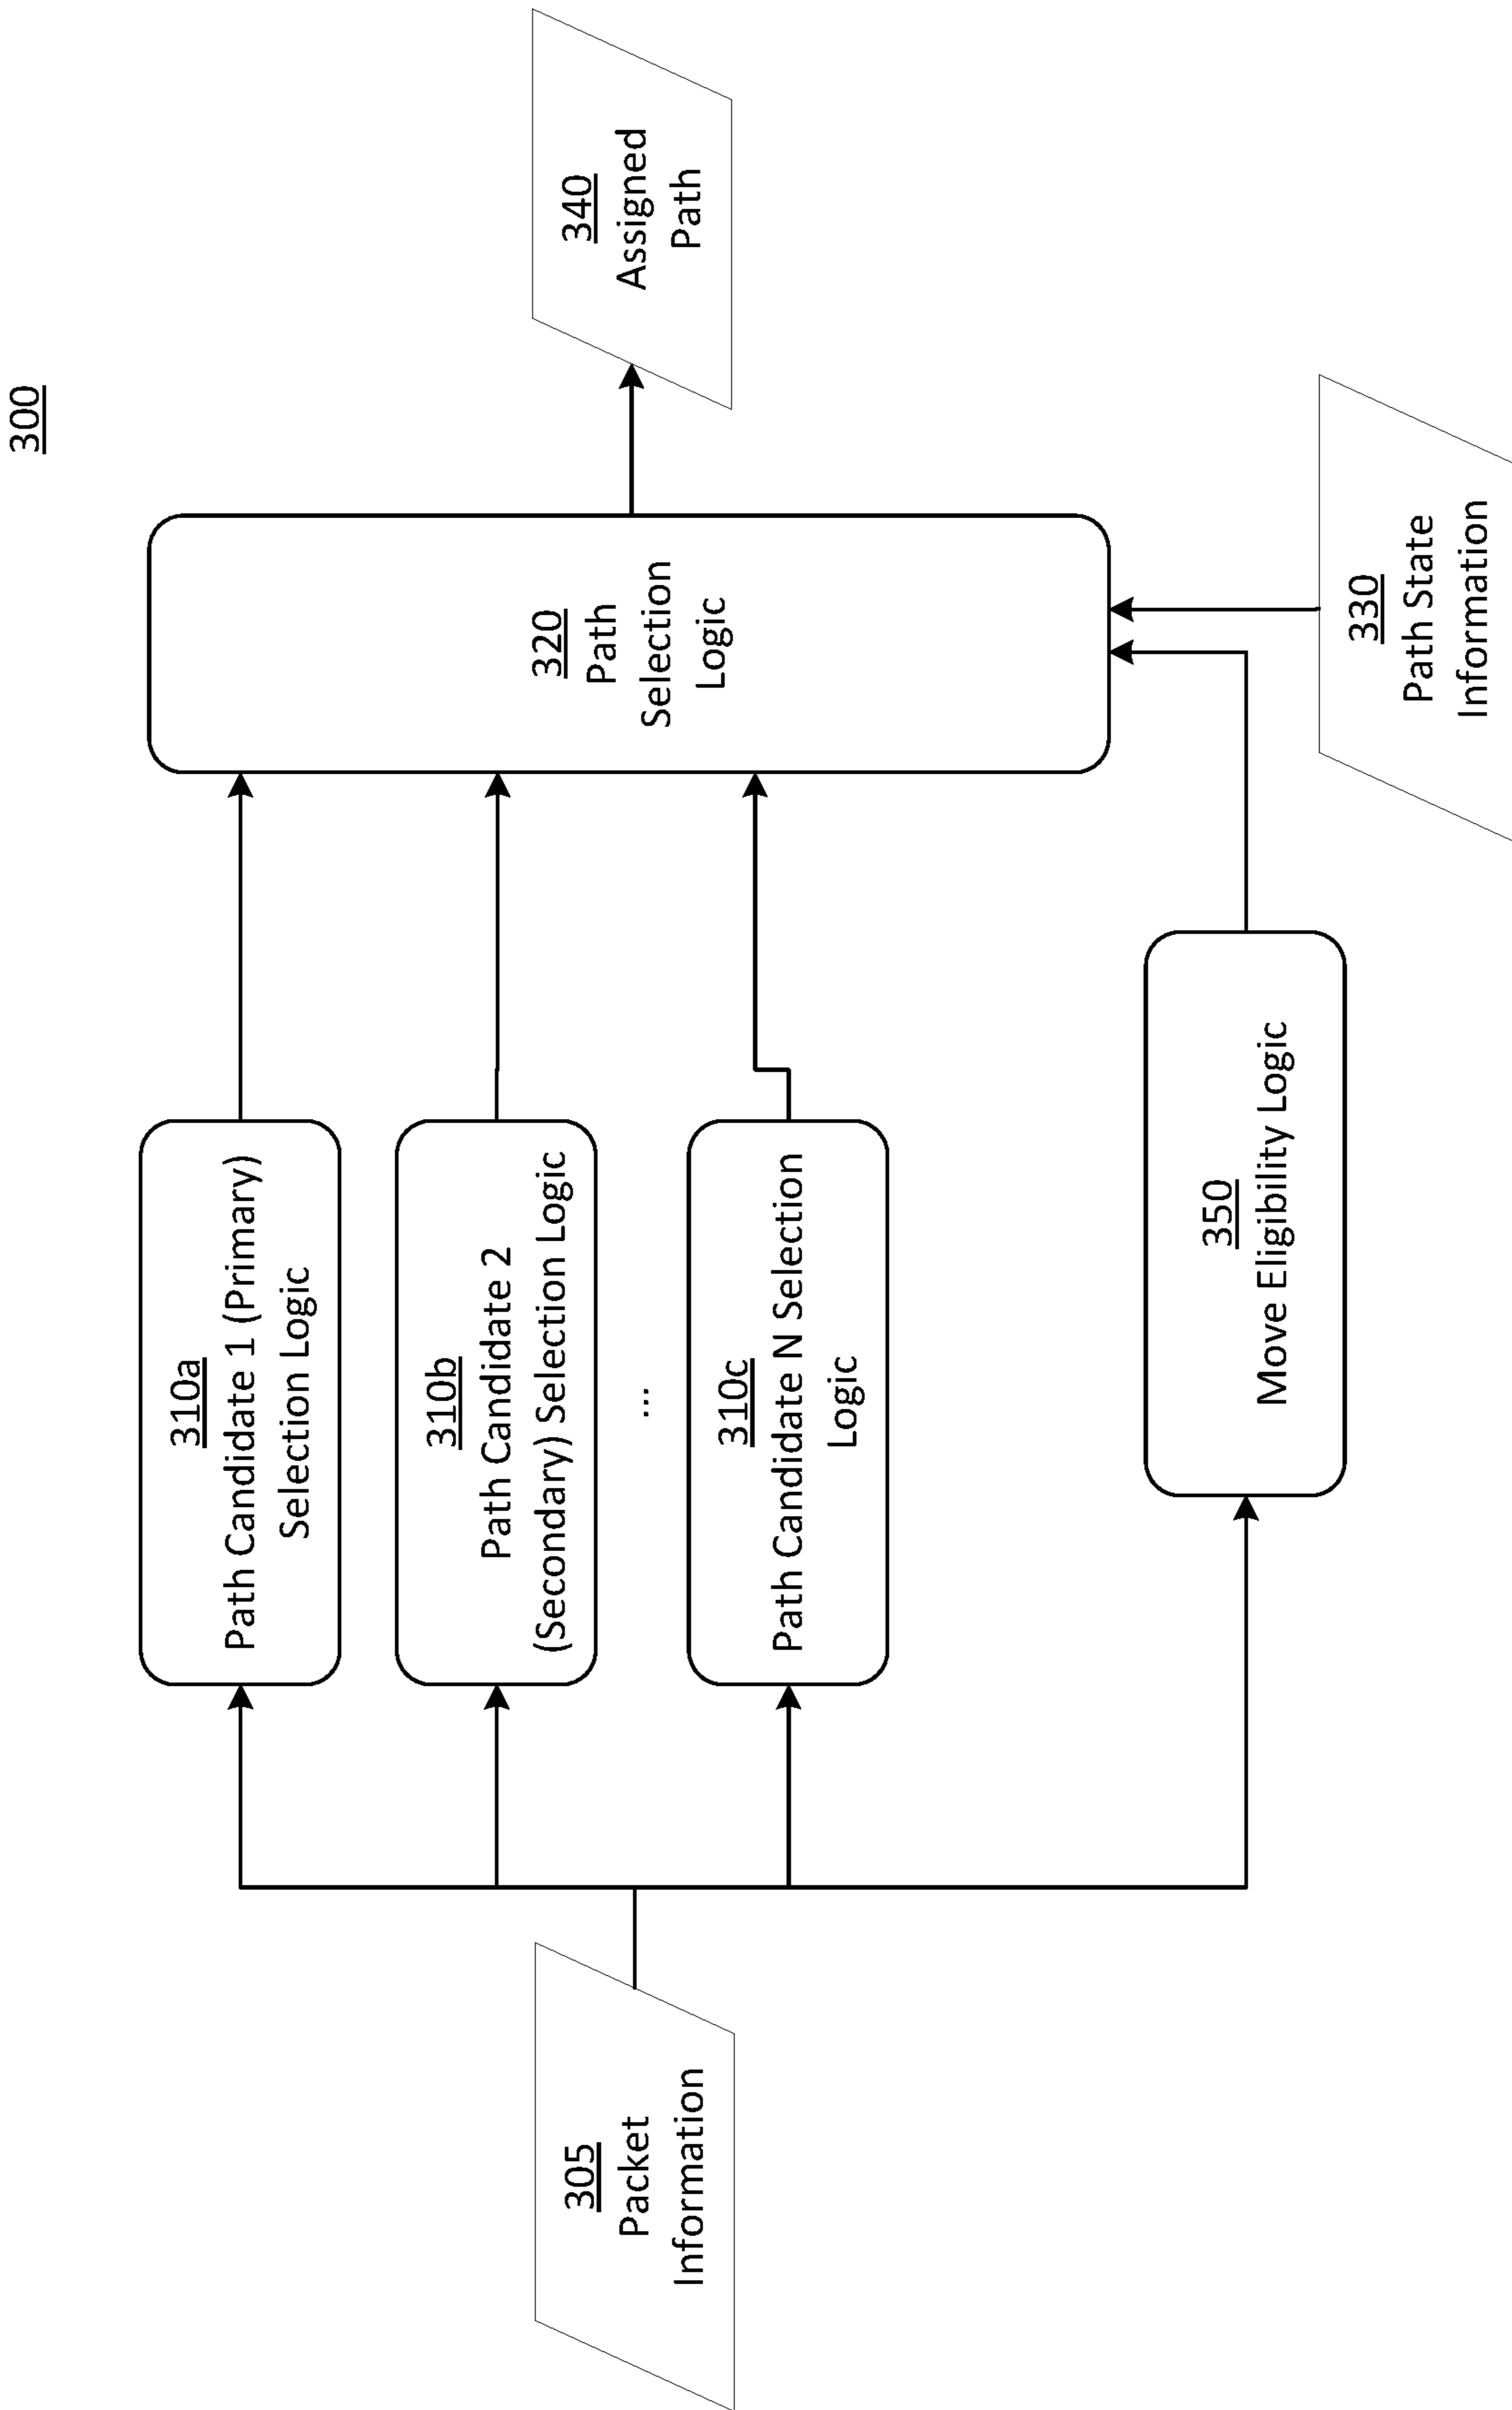 300
305
Packet
Information
310a
Path Candidate 1 (Primary)
Selection Logic
310b
Path Candidate 2
(Secondary) Selection Logic
...
310c
Path Candidate N Selection
Logic
350
Move Eligibility Logic
320
Path
Selection
Logic
330
Path State
Information
340
Assigned
Path